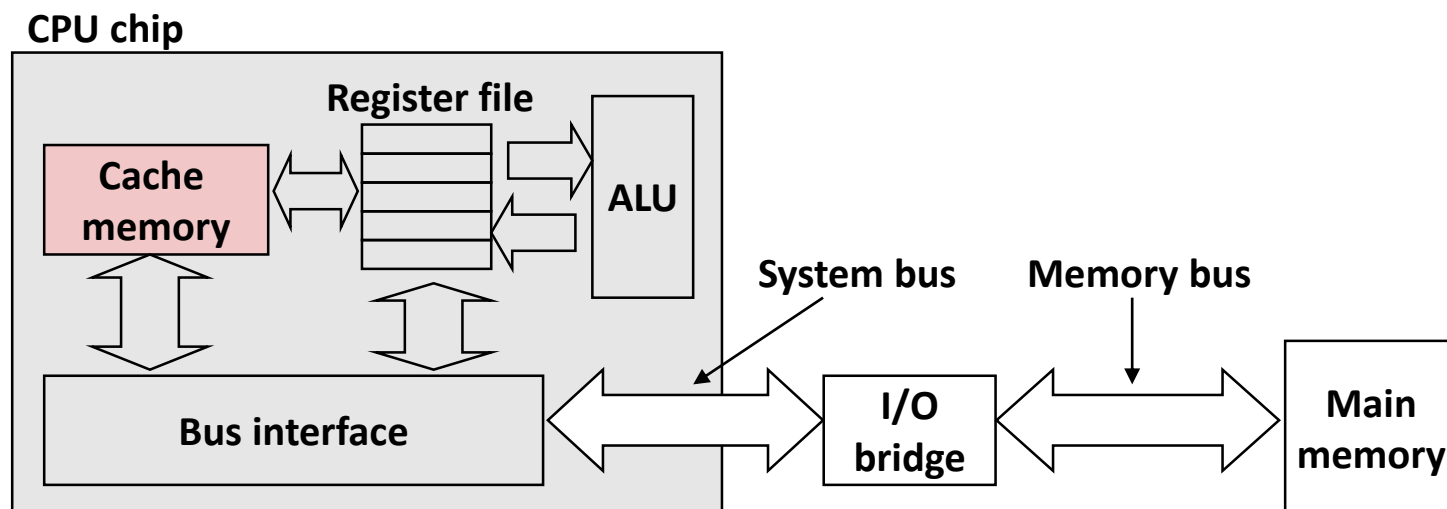 CPU chip
Register file
Cache
memory
ALU
System bus
Memory bus
Bus interface
I/O
bridge
Main
memory